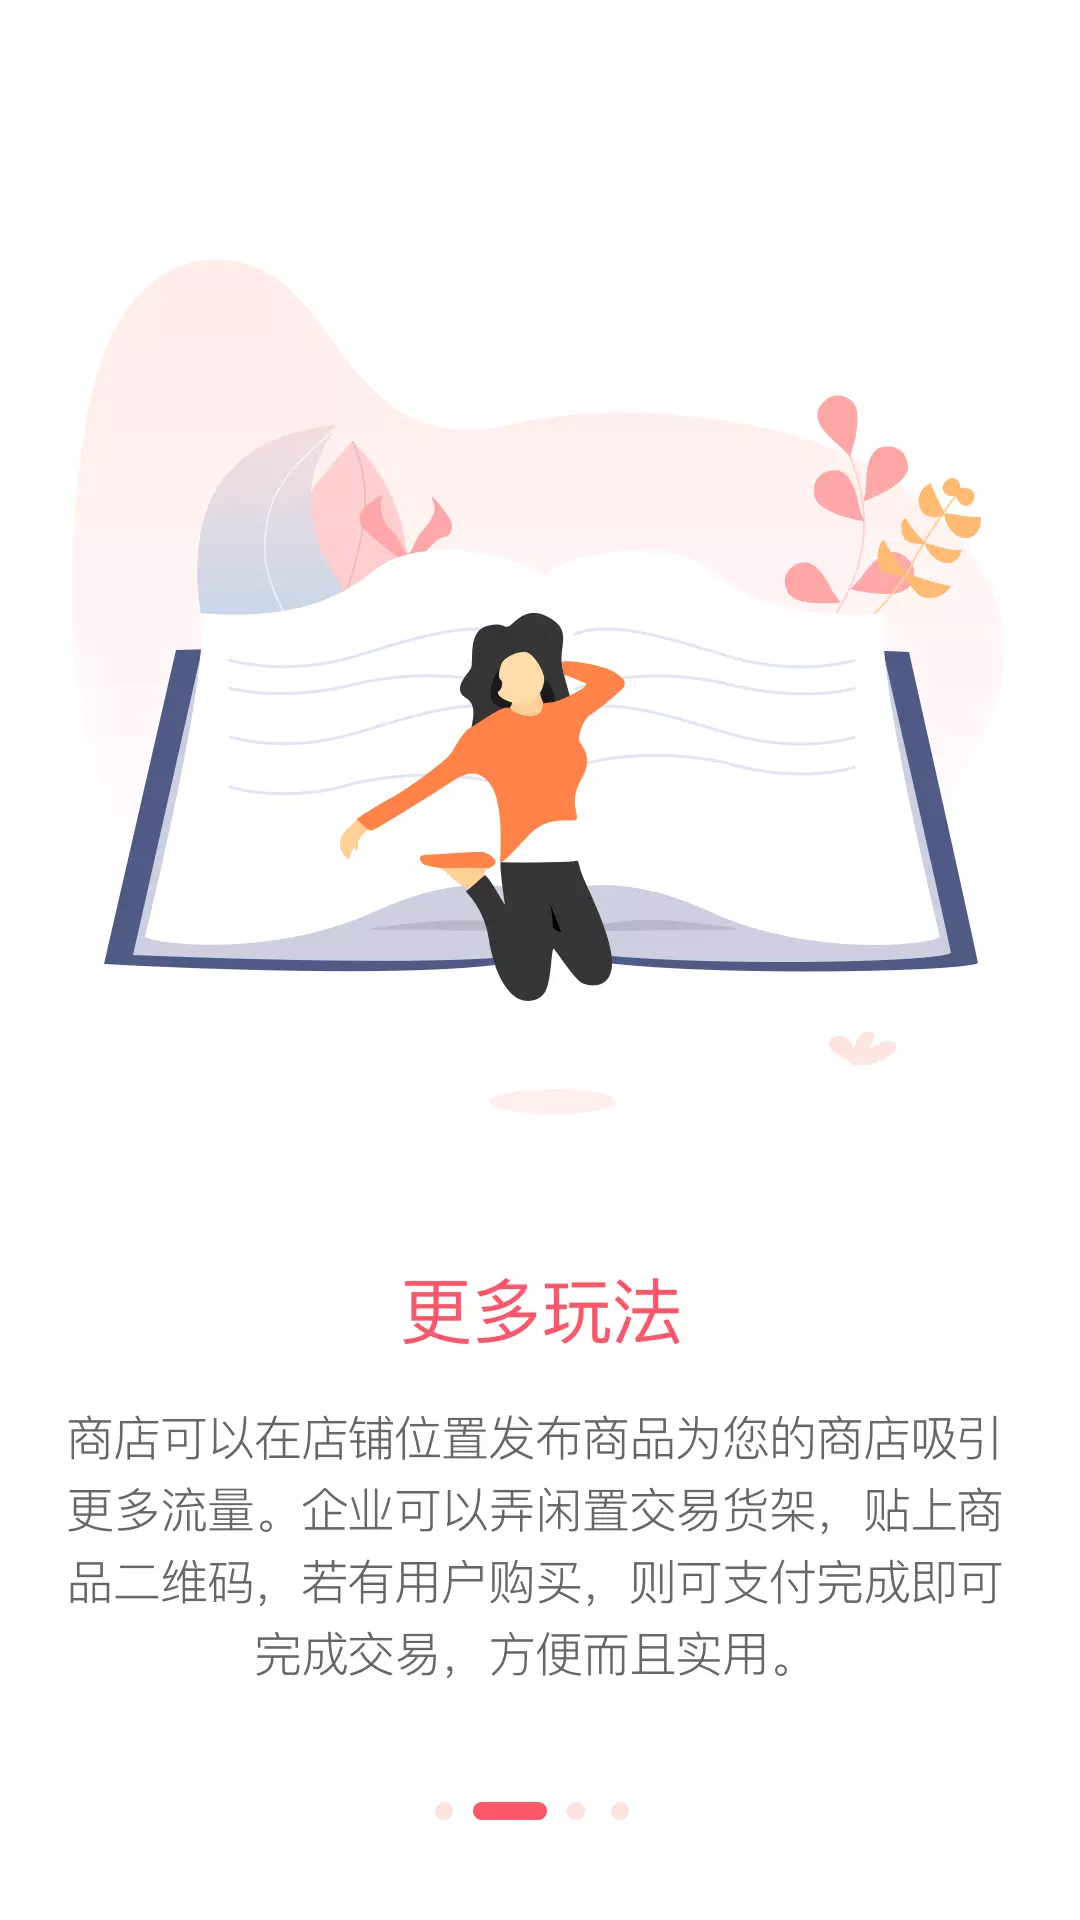 更多玩法
商店可以在店铺位置发布商品为您的商店吸引
更多流量。企业可以弄闲置交易货架，贴上商
品二维码，若有用户购买，则可支付完成即可
完成交易，方便而且实用。